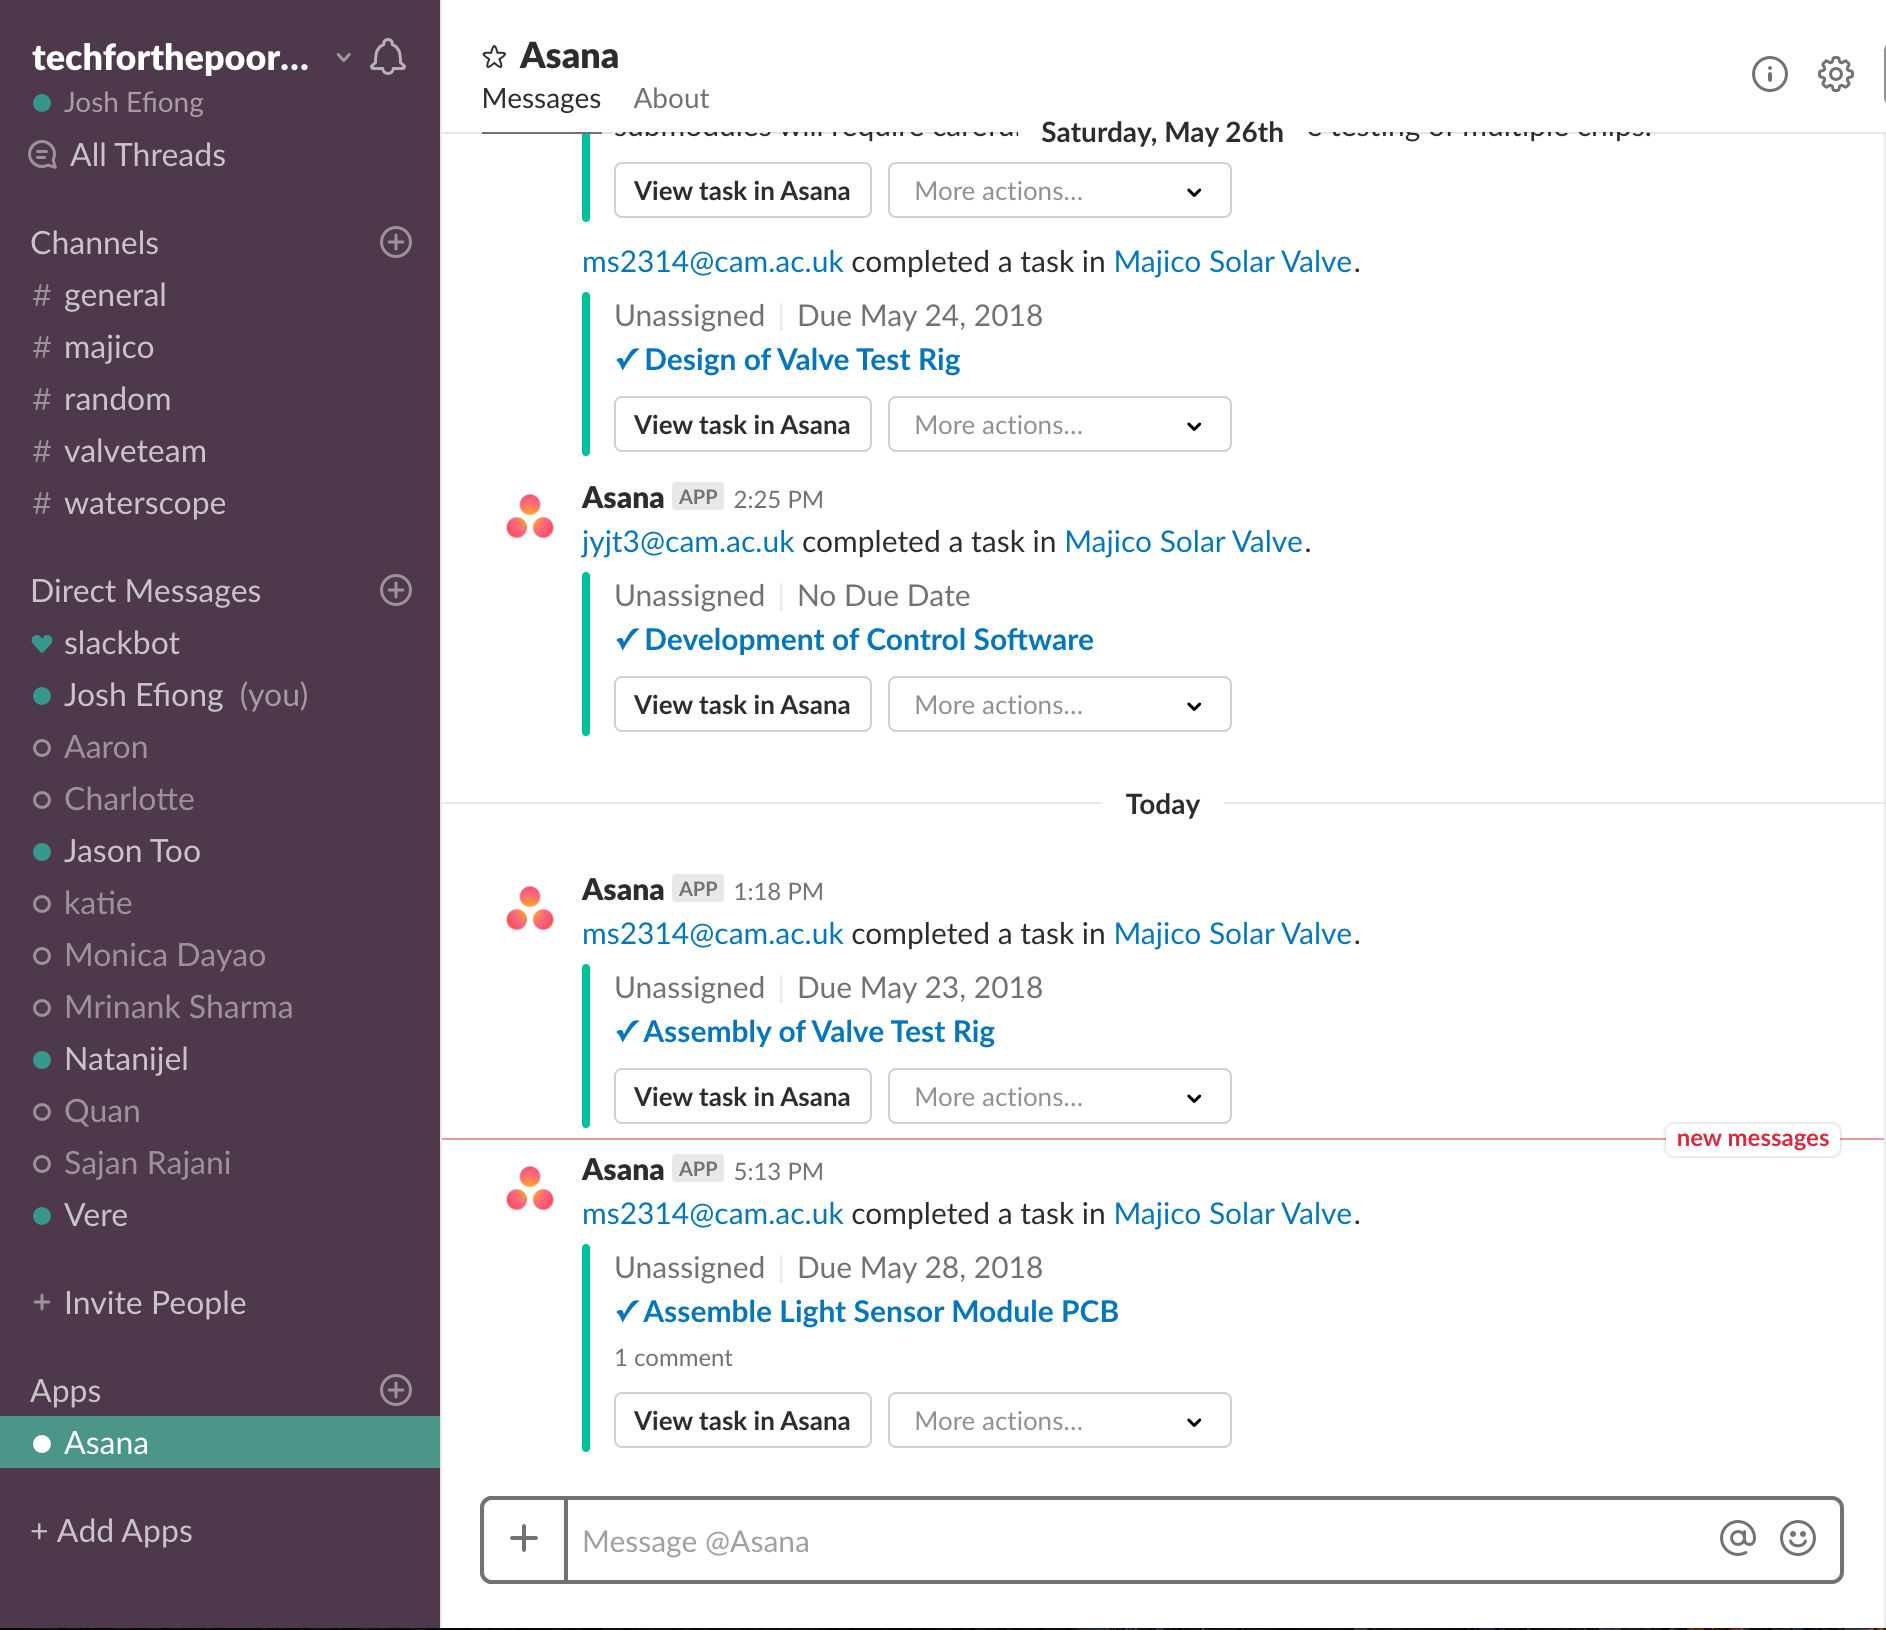 techforthepoor...
Josh Efiong
All Threads
Channels
# general
# majico
# random
# valveteam
# waterscope
Direct Messages
slackbot
Josh Efiong (you)
Aaron
Charlotte
Jason Too
katie
Monica Dayao
Mrinank Sharma
Natanijel
Quan
Sajan Rajani
Vere
+ Invite People
Apps
Asana
+ Add Apps
Asana
Messages About
submodules will require Saturday, May 26th testing of multiple chips.
View task in Asana More actions...
ms2314@cam.ac.uk completed a task in Majico Solar Valve.
Unassigned Due May 24, 2018
✓ Design of Valve Test Rig
View task in Asana More actions...
Asana APP 2:25 PM
jyjt3@cam.ac.uk completed a task in Majico Solar Valve.
Unassigned No Due Date
✓ Development of Control Software
View task in Asana More actions...
Today
Asana APP 1:18 PM
ms2314@cam.ac.uk completed a task in Majico Solar Valve.
Unassigned Due May 23, 2018
✓ Assembly of Valve Test Rig
View task in Asana More actions...
new messages
Asana APP 5:13 PM
ms2314@cam.ac.uk completed a task in Majico Solar Valve.
Unassigned Due May 28, 2018
✓ Assemble Light Sensor Module PCB
1 comment
View task in Asana More actions...
Message @Asana